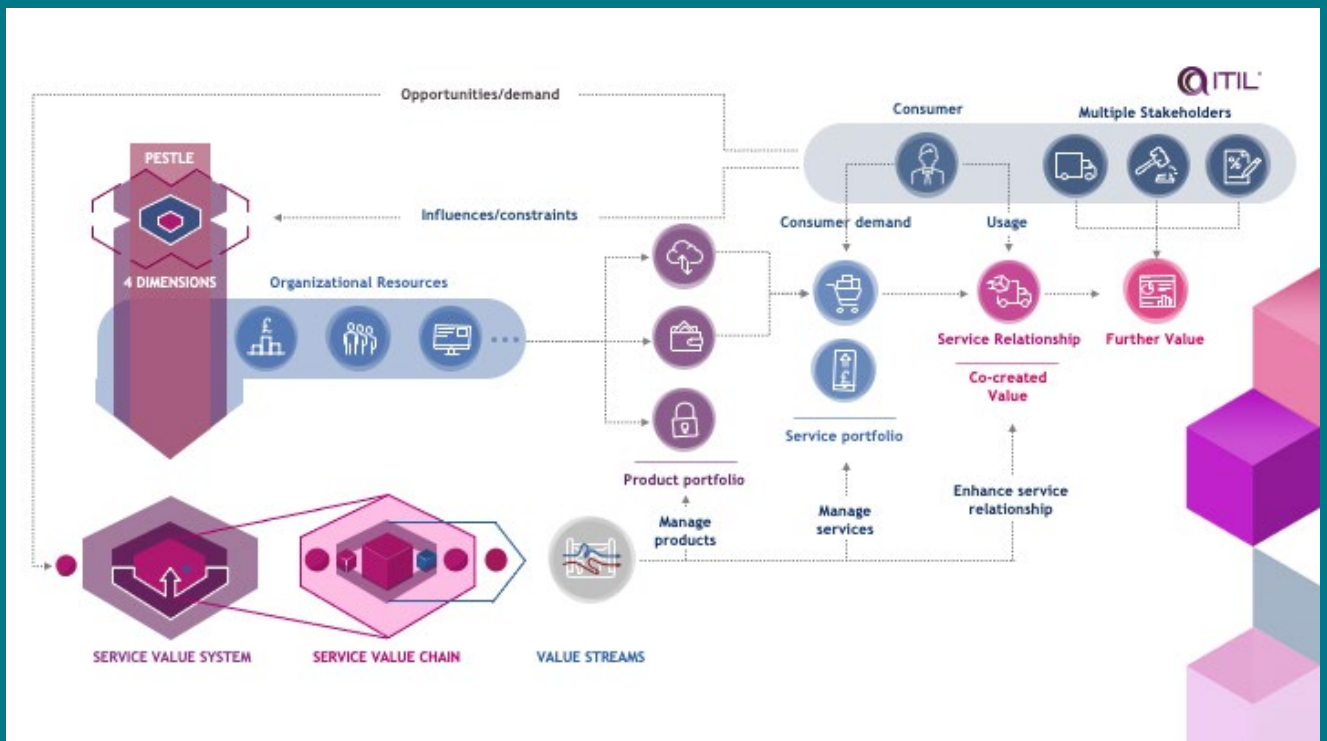 ITIL®
Opportunities/demand
Consumer
Multiple Stakeholders
PESTLE
Influences/constraints
Consumer demand
Usage
4 DIMENSIONS
Organizational Resources
£
%
Service Relationship
Further Value
Co-created
Value
£
Service portfolio
Product portfolio
Manage
products
Manage
services
Enhance service
relationship
SERVICE VALUE SYSTEM
SERVICE VALUE CHAIN
VALUE STREAMS